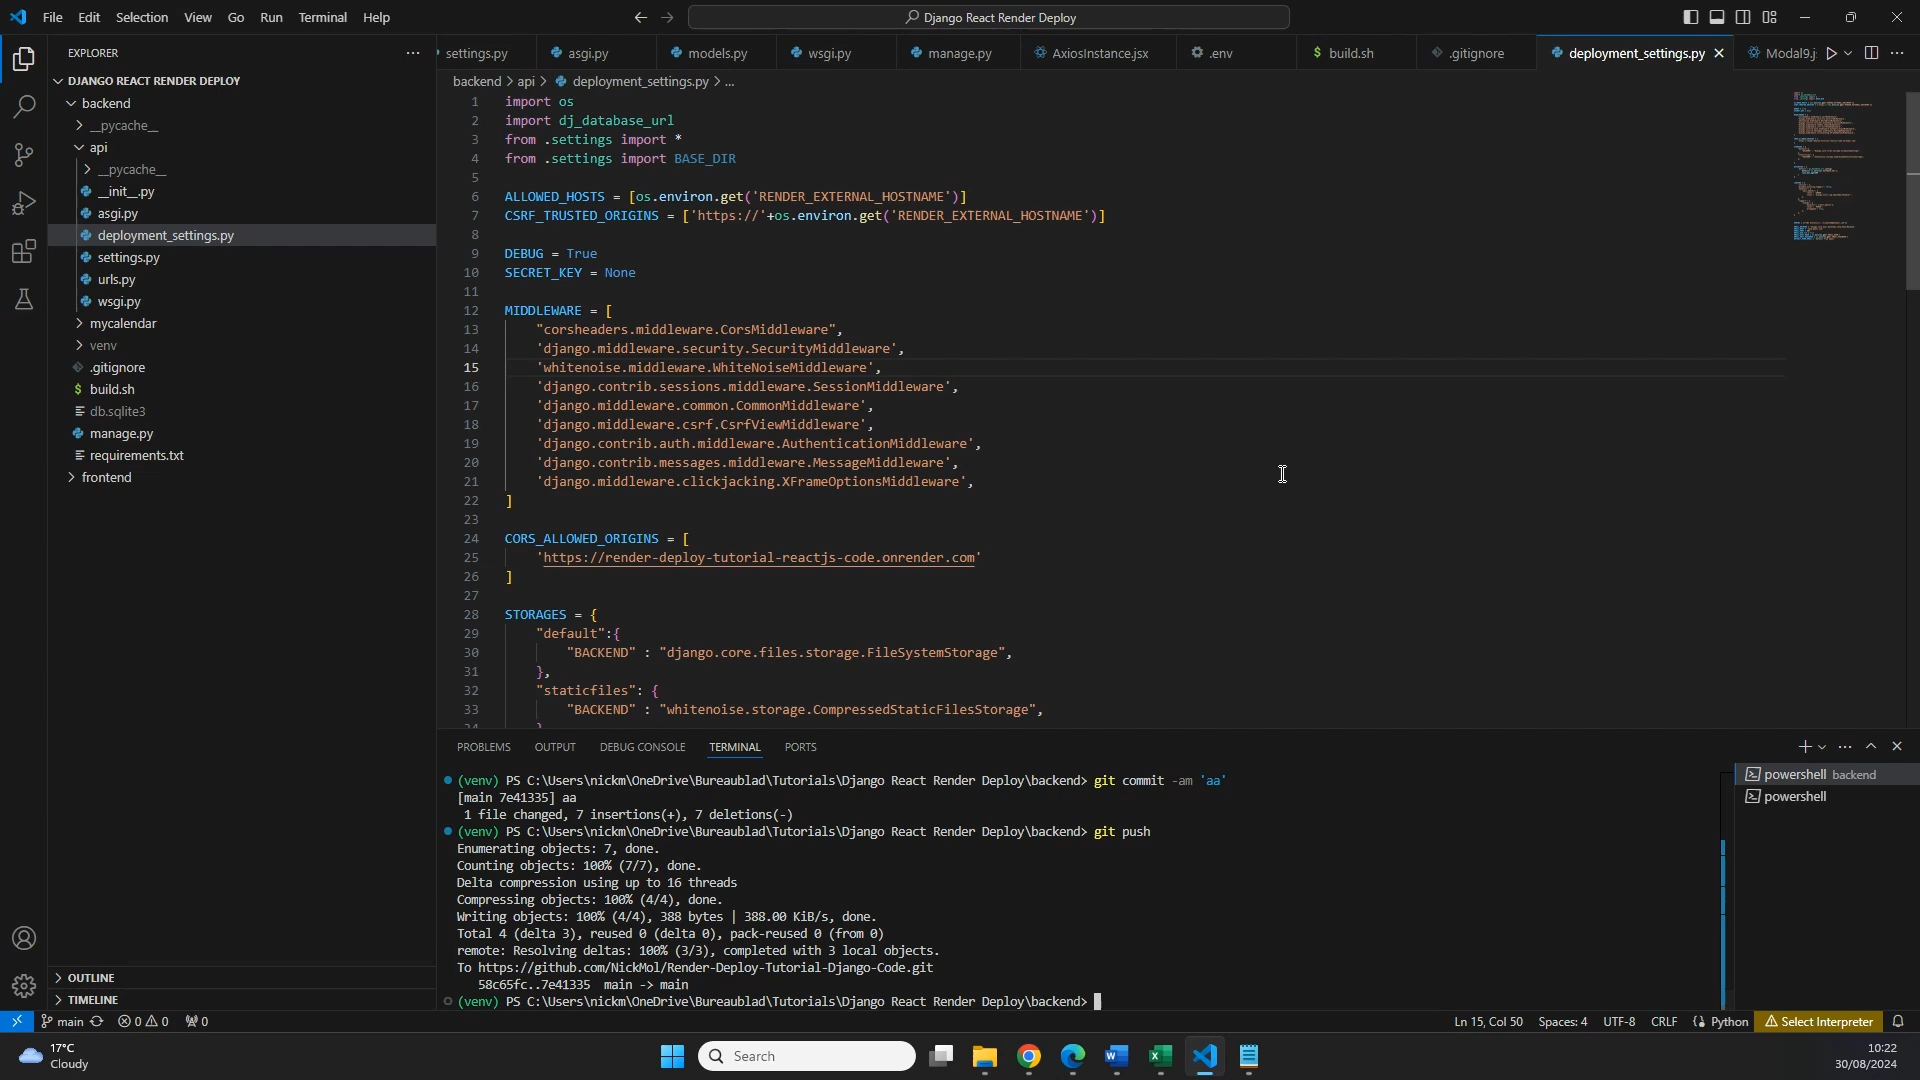 File Edit Selection View Go Run Terminal Help
Django React Render Deploy
EXPLORER
settings.py asgi.py models.py wsgi.py manage.py AxiosInstance.jsx .env build.sh .gitignore deployment_settings.py Modal9.j
DJANGO REACT RENDER DEPLOY
backend
__pycache__
api
__pycache__
__init__.py
asgi.py
deployment_settings.py
settings.py
urls.py
wsgi.py
mycalendar
venv
.gitignore
build.sh
db.sqlite3
manage.py
requirements.txt
frontend
OUTLINE
TIMELINE
backend > api > deployment_settings.py > ...
1 import os
2 import dj_database_url
3 from .settings import *
4 from .settings import BASE_DIR
5
6 ALLOWED_HOSTS = [os.environ.get('RENDER_EXTERNAL_HOSTNAME')]
7 CSRF_TRUSTED_ORIGINS = ['https://'+os.environ.get('RENDER_EXTERNAL_HOSTNAME')]
8
9 DEBUG = True
10 SECRET_KEY = None
11
12 MIDDLEWARE = [
13 "corsheaders.middleware.CorsMiddleware",
14 'django.middleware.security.SecurityMiddleware',
15 'whitenoise.middleware.WhiteNoiseMiddleware',
16 'django.contrib.sessions.middleware.SessionMiddleware',
17 'django.middleware.common.CommonMiddleware',
18 'django.middleware.csrf.CsrfViewMiddleware',
19 'django.contrib.auth.middleware.AuthenticationMiddleware',
20 'django.contrib.messages.middleware.MessageMiddleware',
21 'django.middleware.clickjacking.XFrameOptionsMiddleware',
22 ]
23
24 CORS_ALLOWED_ORIGINS = [
25 'https://render-deploy-tutorial-reactjs-code.onrender.com'
26 ]
27
28 STORAGES = {
29 "default":{
30 "BACKEND" : "django.core.files.storage.FileSystemStorage",
31 },
32 "staticfiles": {
33 "BACKEND" : "whitenoise.storage.CompressedStaticFilesStorage",
34 }
PROBLEMS OUTPUT DEBUG CONSOLE TERMINAL PORTS
powershell backend
powershell
(venv) PS C:\Users\nickm\OneDrive\Bureaublad\Tutorials\Django React Render Deploy\backend> git commit -am 'aa'
[main 7e41335] aa
1 file changed, 7 insertions(+), 7 deletions(-)
(venv) PS C:\Users\nickm\OneDrive\Bureaublad\Tutorials\Django React Render Deploy\backend> git push
Enumerating objects: 7, done.
Counting objects: 100% (7/7), done.
Delta compression using up to 16 threads
Compressing objects: 100% (4/4), done.
Writing objects: 100% (4/4), 388 bytes | 388.00 KiB/s, done.
Total 4 (delta 3), reused 0 (delta 0), pack-reused 0 (from 0)
remote: Resolving deltas: 100% (3/3), completed with 3 local objects.
To https://github.com/NickMol/Render-Deploy-Tutorial-Django-Code.git
58c65fc..7e41335 main -> main
(venv) PS C:\Users\nickm\OneDrive\Bureaublad\Tutorials\Django React Render Deploy\backend>
main 0 0 0 Ln 15, Col 50 Spaces: 4 UTF-8 CRLF Python Select Interpreter
17°C
Cloudy
Search
10:22
30/08/2024